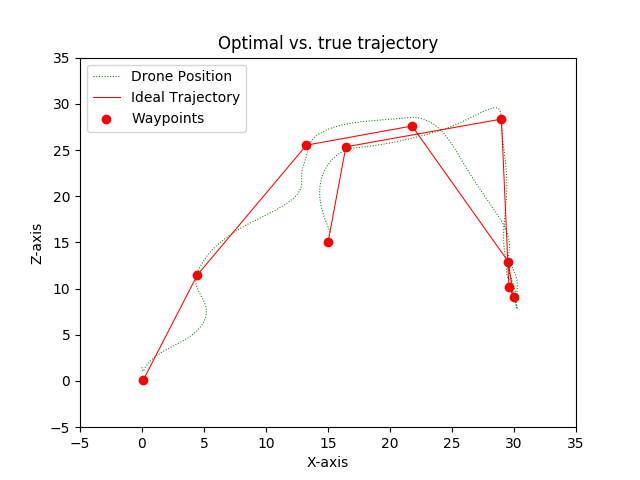 Optimal vs. true trajectory
Drone Position
Ideal Trajectory
Waypoints
35
30
25
20
15
10
5
0
−5
Z-axis
−5 0 5 10 15 20 25 30 35
X-axis